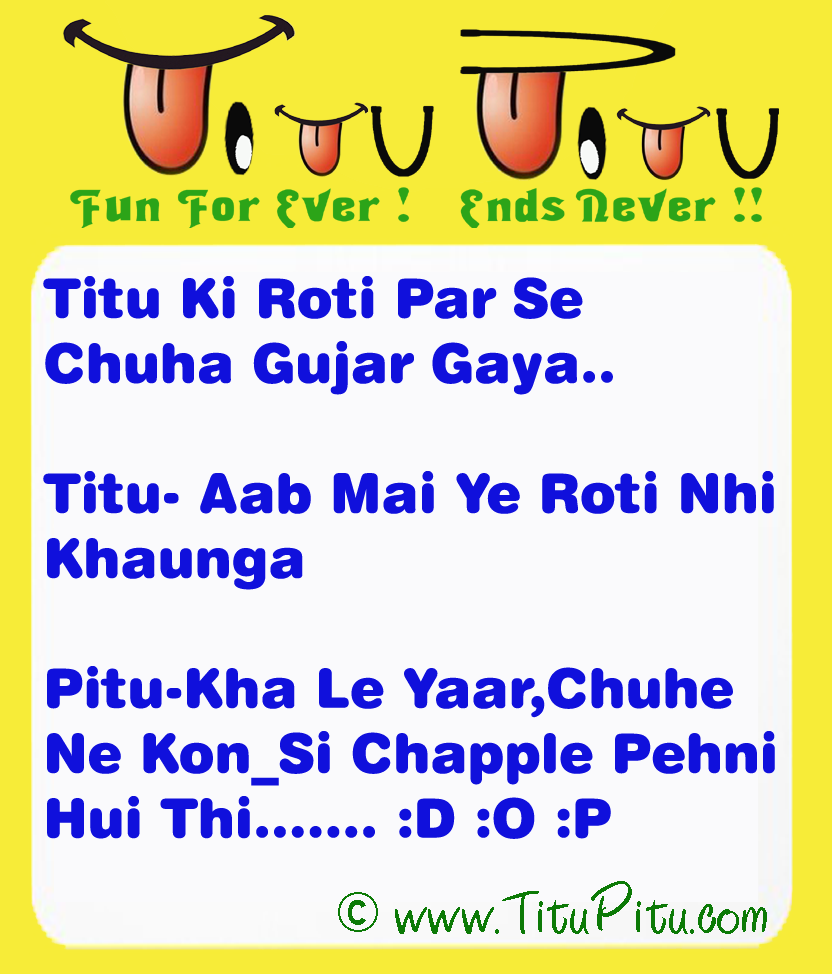 Titu Pitu
Fun For Ever ! Ends Never !!
Titu Ki Roti Par Se
Chuha Gujar Gaya..
Titu- Aab Mai Ye Roti Nhi
Khaunga
Pitu-Kha Le Yaar,Chuhe
Ne Kon_Si Chapple Pehni
Hui Thi....... :D :O :P
© www.TituPitu.com